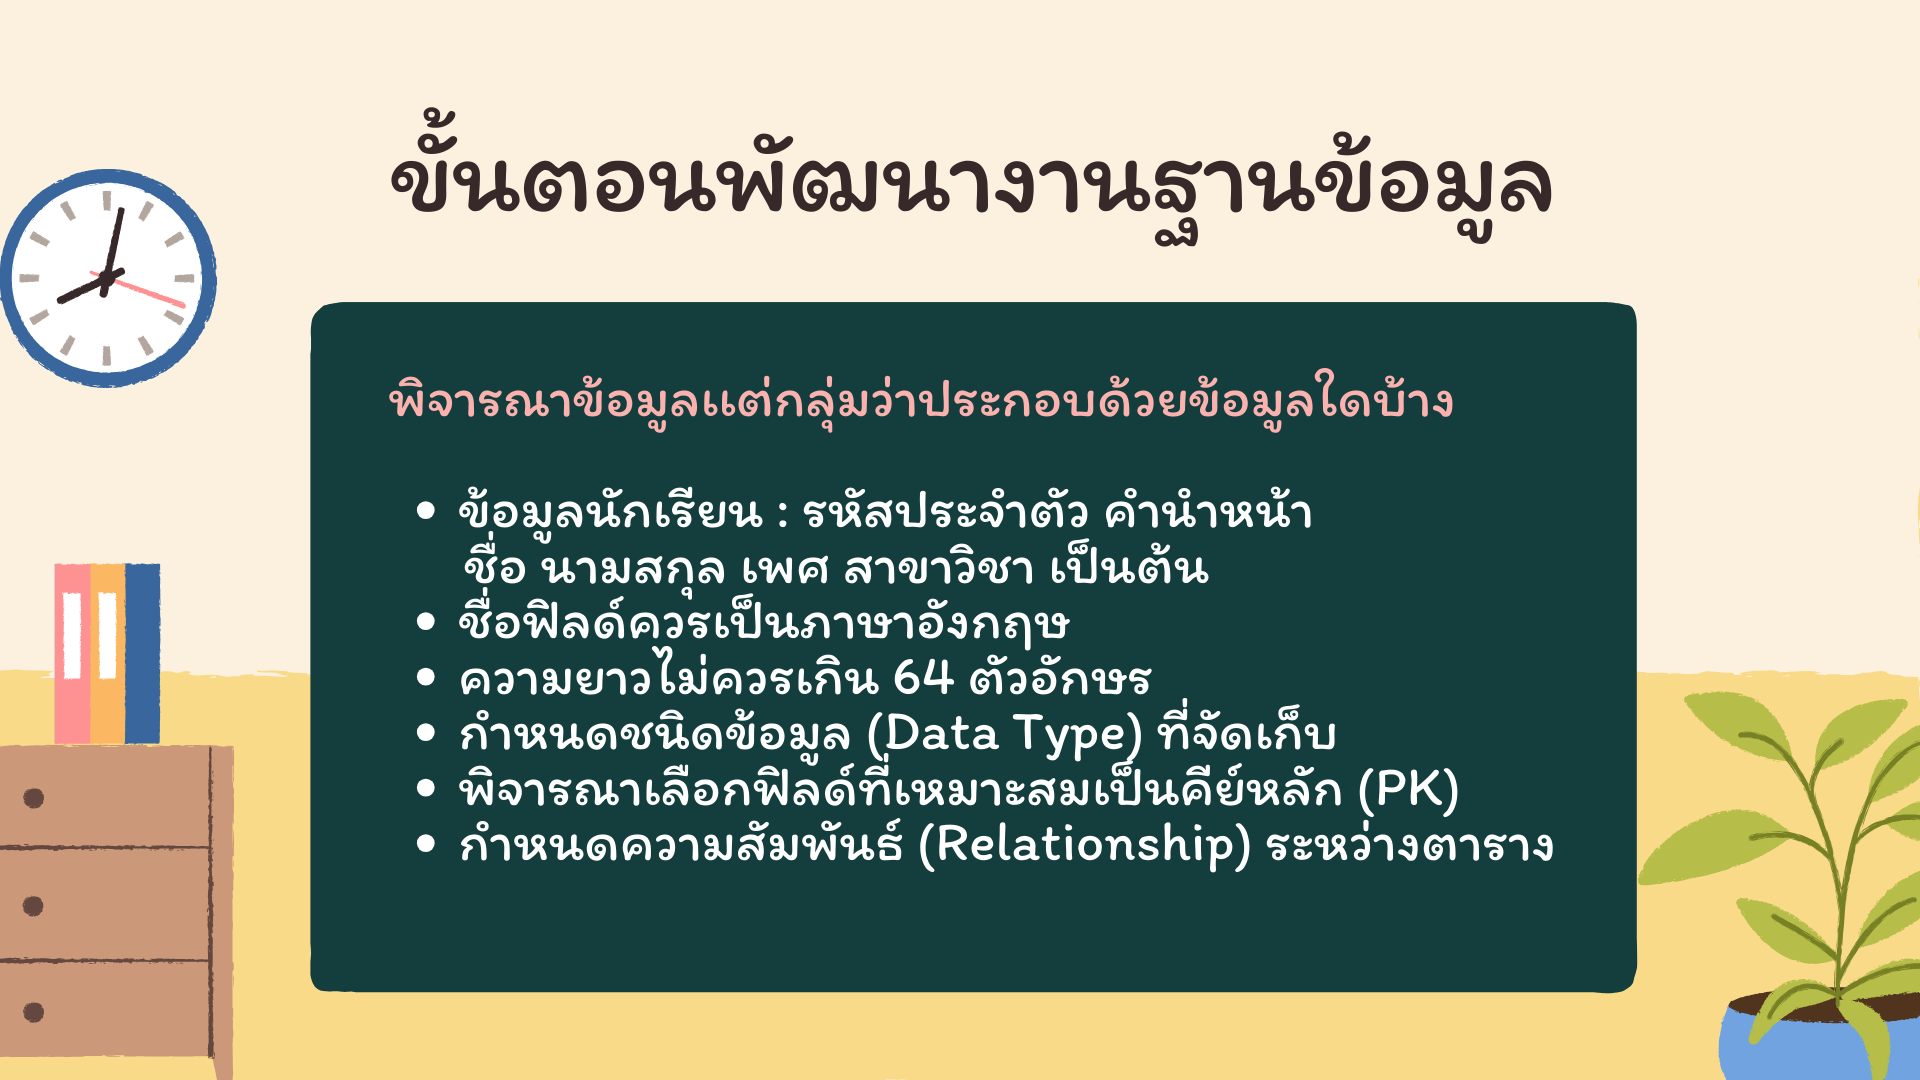 ขั้นตอนพัฒนางานฐานข้อมูล
พิจารณาข้อมูลแต่กลุ่มว่าประกอบด้วยข้อมูลใดบ้าง
• ข้อมูลนักเรียน : รหัสประจำตัว คำนำหน้า
ชื่อ นามสกุล เพศ สาขาวิชา เป็นต้น
• ชื่อฟิลด์ควรเป็นภาษาอังกฤษ
• ความยาวไม่ควรเกิน 64 ตัวอักษร
• กำหนดชนิดข้อมูล (Data Type) ที่จัดเก็บ
• พิจารณาเลือกฟิลด์ที่เหมาะสมเป็นคีย์หลัก (PK)
• กำหนดความสัมพันธ์ (Relationship) ระหว่างตาราง